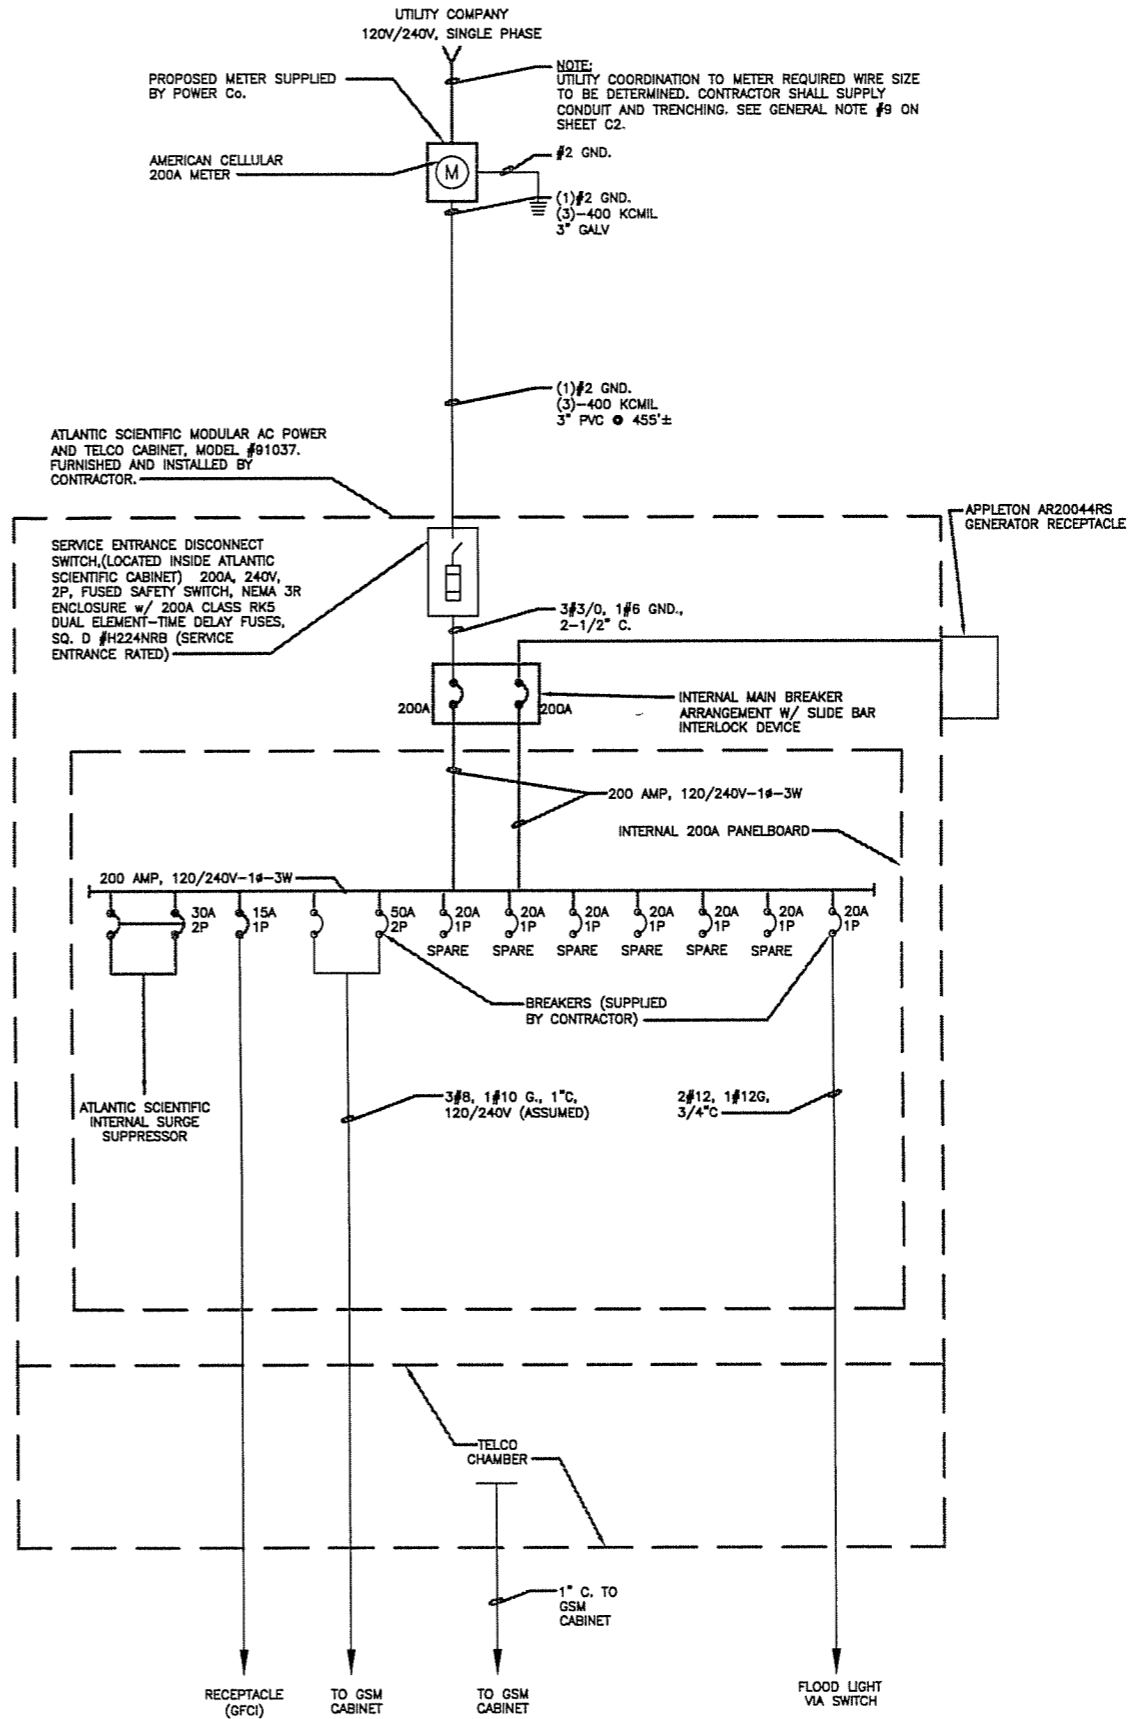 UTILITY COMPANY
120V/240V, SINGLE PHASE
NOTE:
UTILITY COORDINATION TO METER REQUIRED WIRE SIZE
TO BE DETERMINED. CONTRACTOR SHALL SUPPLY
CONDUIT AND TRENCHING. SEE GENERAL NOTE #9 ON
SHEET C2.
PROPOSED METER SUPPLIED
BY POWER Co.
AMERICAN CELLULAR
200A METER
M
#2 GND.
(1)#2 GND.
(3)-400 KCMIL
3" GALV
(1)#2 GND.
(3)-400 KCMIL
3" PVC @ 455'±
ATLANTIC SCIENTIFIC MODULAR AC POWER
AND TELCO CABINET, MODEL #91037.
FURNISHED AND INSTALLED BY
CONTRACTOR.
APPLETON AR20044RS
GENERATOR RECEPTACLE
SERVICE ENTRANCE DISCONNECT
SWITCH,(LOCATED INSIDE ATLANTIC
SCIENTIFIC CABINET) 200A, 240V,
2P, FUSED SAFETY SWITCH, NEMA 3R
ENCLOSURE w/ 200A CLASS RK5
DUAL ELEMENT-TIME DELAY FUSES,
SQ. D #H224NRB (SERVICE
ENTRANCE RATED)
3#3/0, 1#6 GND.,
2-1/2" C.
200A
200A
INTERNAL MAIN BREAKER
ARRANGEMENT W/ SLIDE BAR
INTERLOCK DEVICE
200 AMP, 120/240V-1ø-3W
INTERNAL 200A PANELBOARD
200 AMP, 120/240V-1ø-3W
30A 15A 50A 20A 20A 20A 20A 20A 20A 20A
2P 1P 2P 1P 1P 1P 1P 1P 1P 1P
SPARE SPARE SPARE SPARE SPARE SPARE
BREAKERS (SUPPLIED
BY CONTRACTOR)
ATLANTIC SCIENTIFIC
INTERNAL SURGE
SUPPRESSOR
3#8, 1#10 G., 1"C,
120/240V (ASSUMED)
2#12, 1#12G,
3/4"C
TELCO
CHAMBER
1" C. TO
GSM
CABINET
RECEPTACLE
(GFCI)
TO GSM
CABINET
TO GSM
CABINET
FLOOD LIGHT
VIA SWITCH